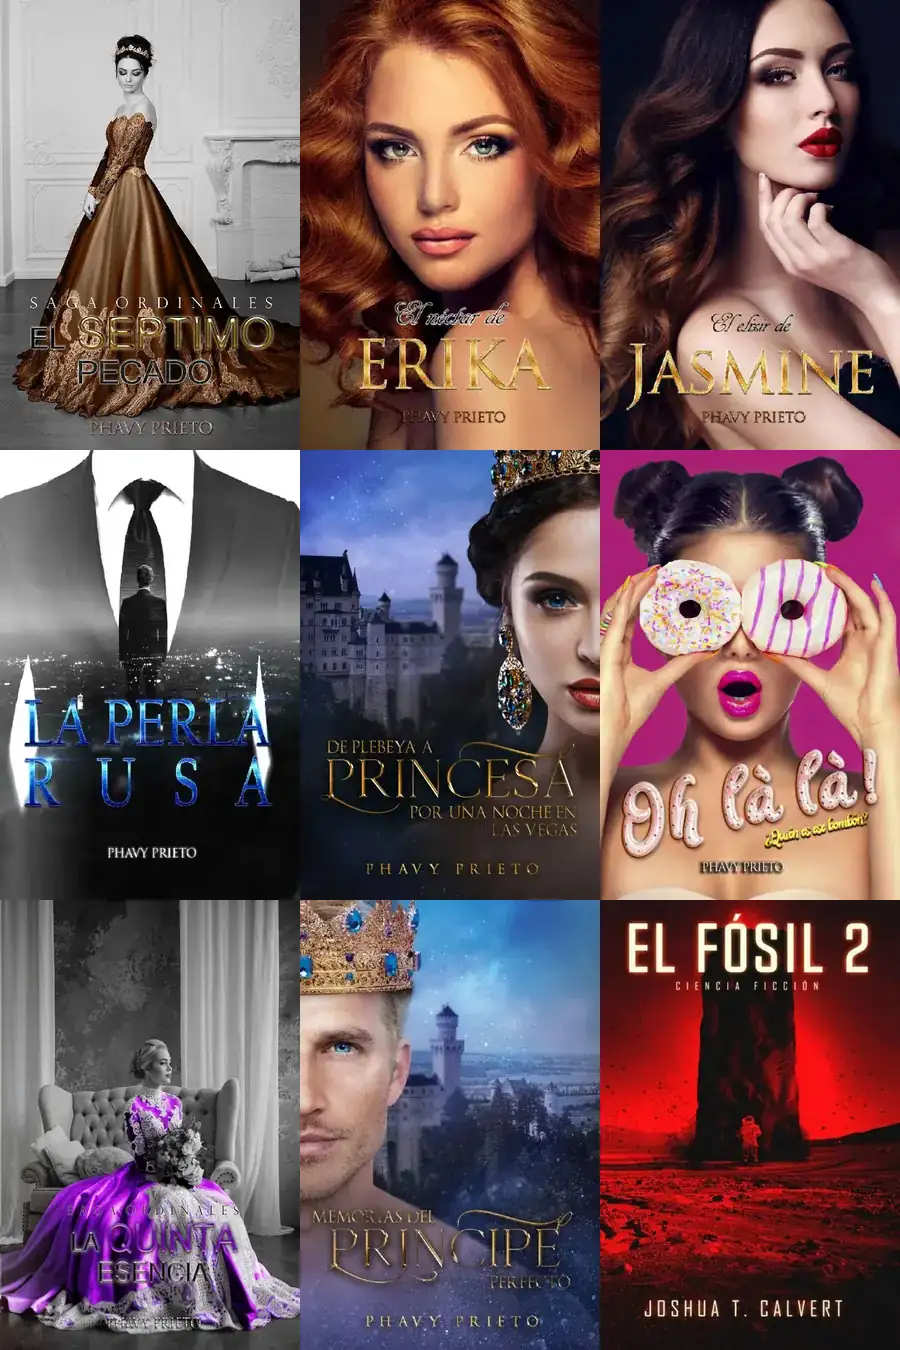 SAGA ORDINALES
EL SEPTIMO
PECADO
PHAVY PRIETO
El néctar de
ERIKA
PHAVY PRIETO
El elixir de
JASMINE
PHAVY PRIETO
LA PERLA
RUSA
PHAVY PRIETO
DE PLEBEYA A
PRINCESA
POR UNA NOCHE EN
LAS VEGAS
PHAVY PRIETO
Oh là là!
¿Quién es ese bombón?
PHAVY PRIETO
ORDINALES
LA QUINTA
ESENCIA
PHAVY PRIETO
MEMORIAS DEL
PRINCIPE
PERFECTO
PHAVY PRIETO
EL FÓSIL 2
CIENCIA FICCIÓN
JOSHUA T. CALVERT